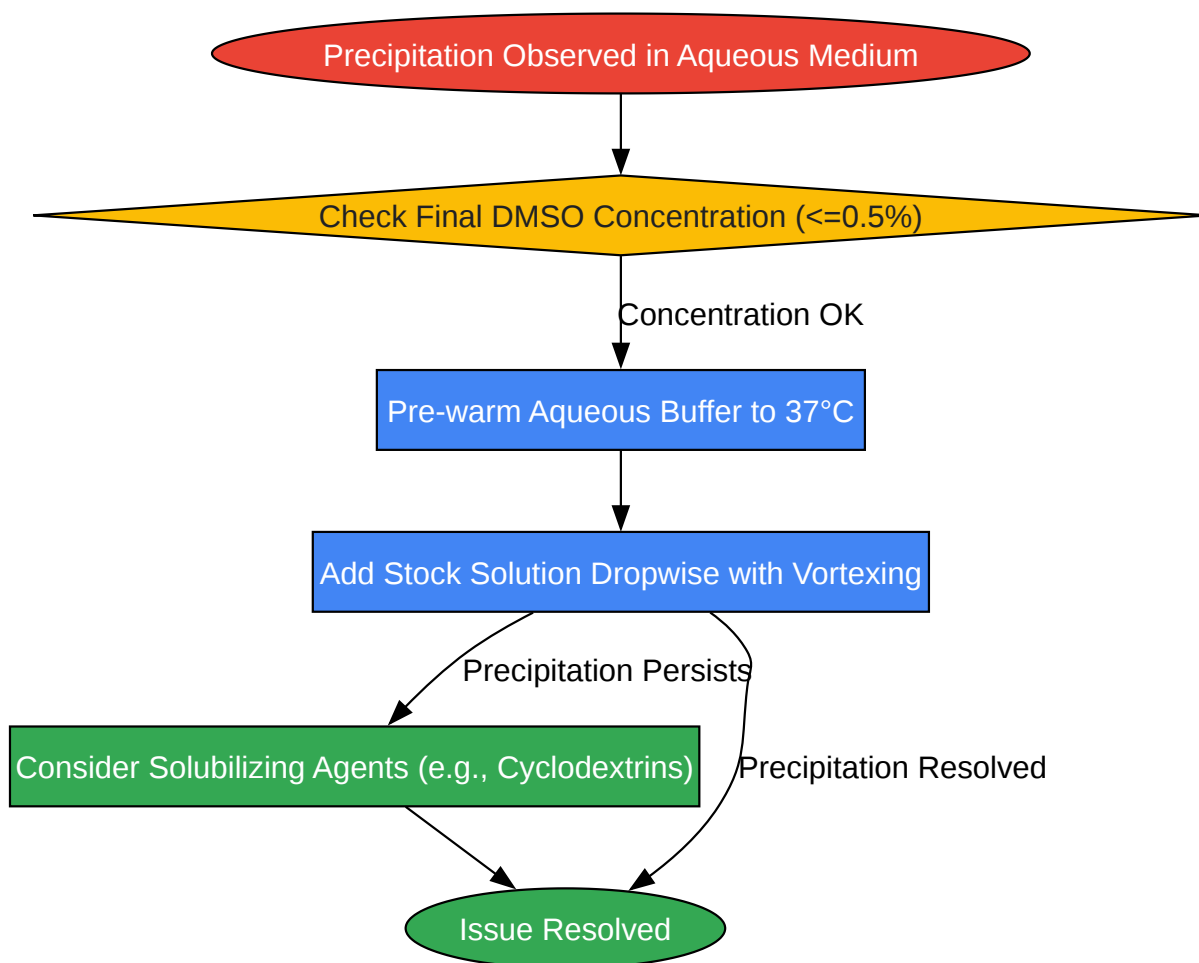 Precipitation Observed in Aqueous Medium
Check Final DMSO Concentration (<=0.5%)
Concentration OK
Pre-warm Aqueous Buffer to 37°C
Add Stock Solution Dropwise with Vortexing
Precipitation Persists
Consider Solubilizing Agents (e.g., Cyclodextrins)
Precipitation Resolved
Issue Resolved